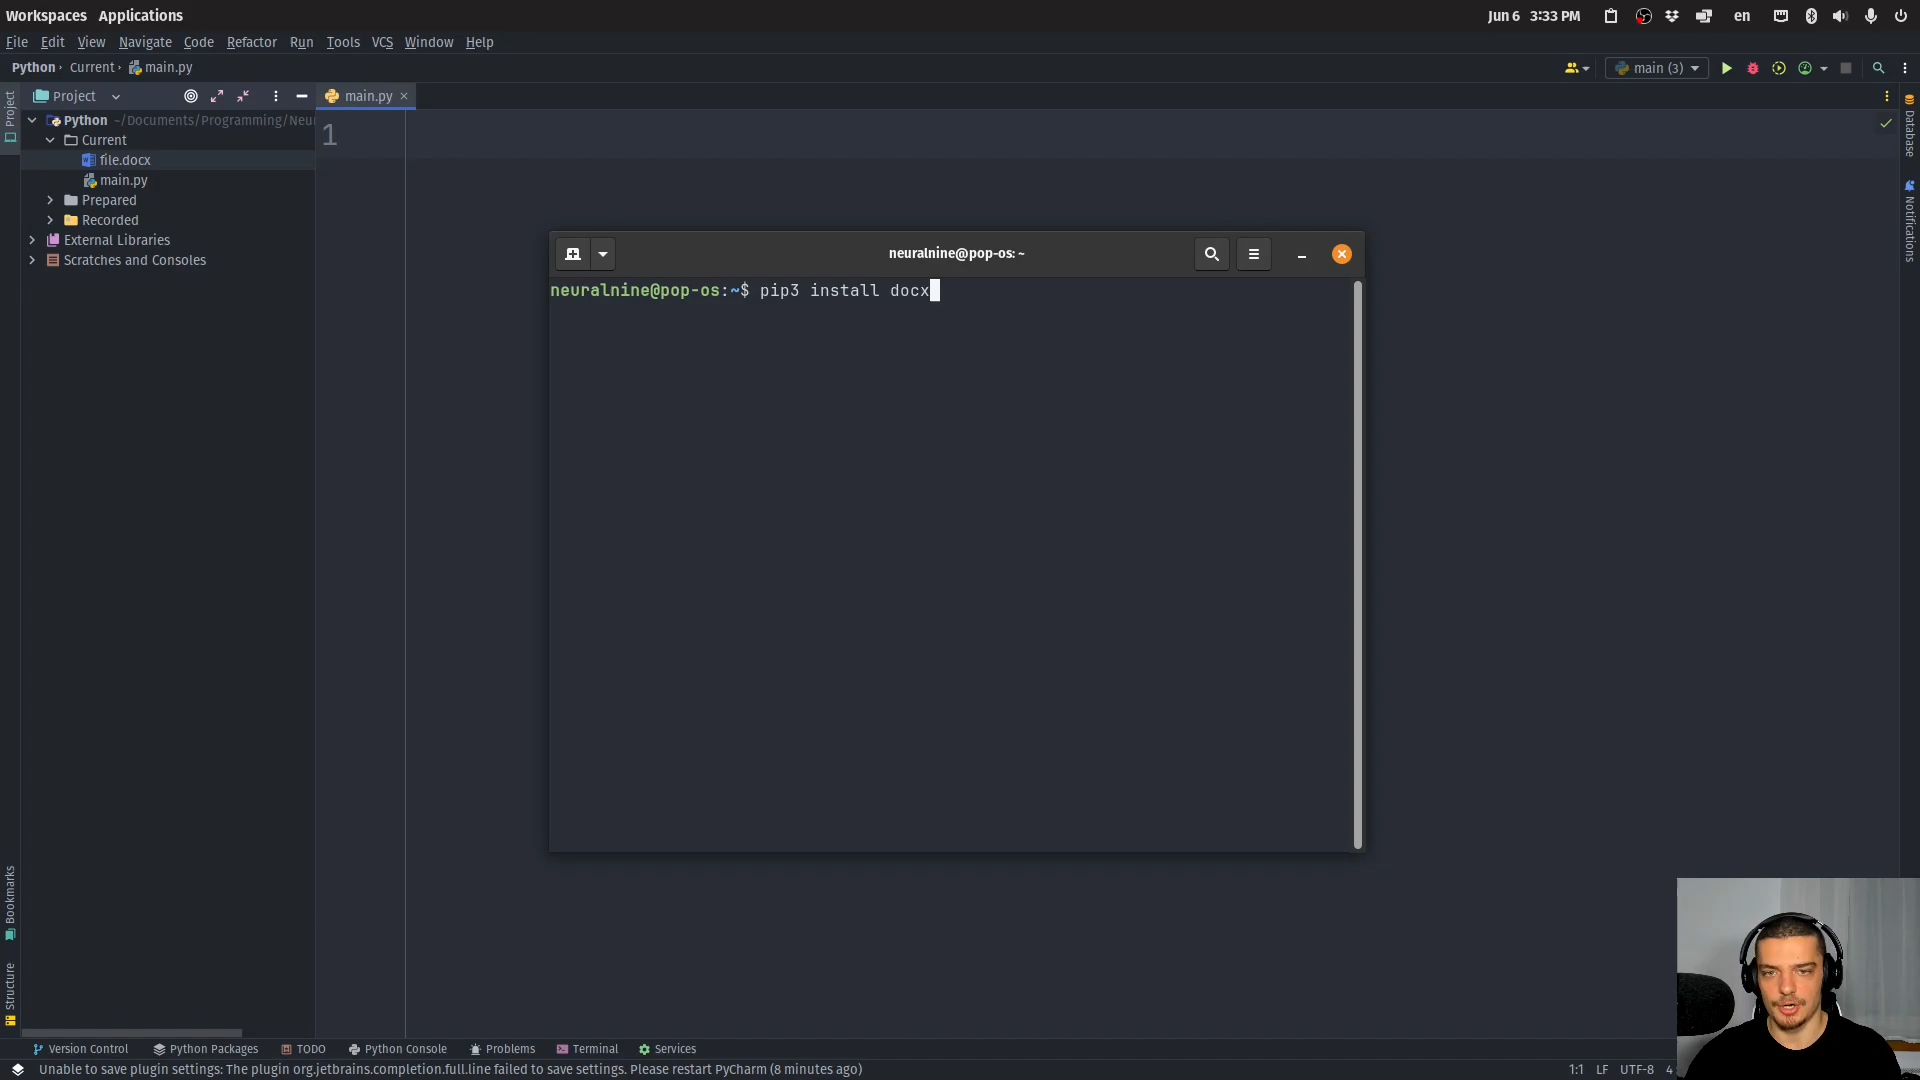 Workspaces Applications
Jun 6 3:33 PM en
File Edit View Navigate Code Refactor Run Tools VCS Window Help
Python › Current › main.py
main (3)
Project
main.py
Python ~/Documents/Programming/Neur
1
Current
file.docx
main.py
Prepared
Recorded
External Libraries
Scratches and Consoles
neuralnine@pop-os: ~
neuralnine@pop-os:~$ pip3 install docx
Project
Database
Notifications
Bookmarks
Structure
Version Control Python Packages TODO Python Console Problems Terminal Services
Unable to save plugin settings: The plugin org.jetbrains.completion.full.line failed to save settings. Please restart PyCharm (8 minutes ago)
1:1 LF UTF-8 4